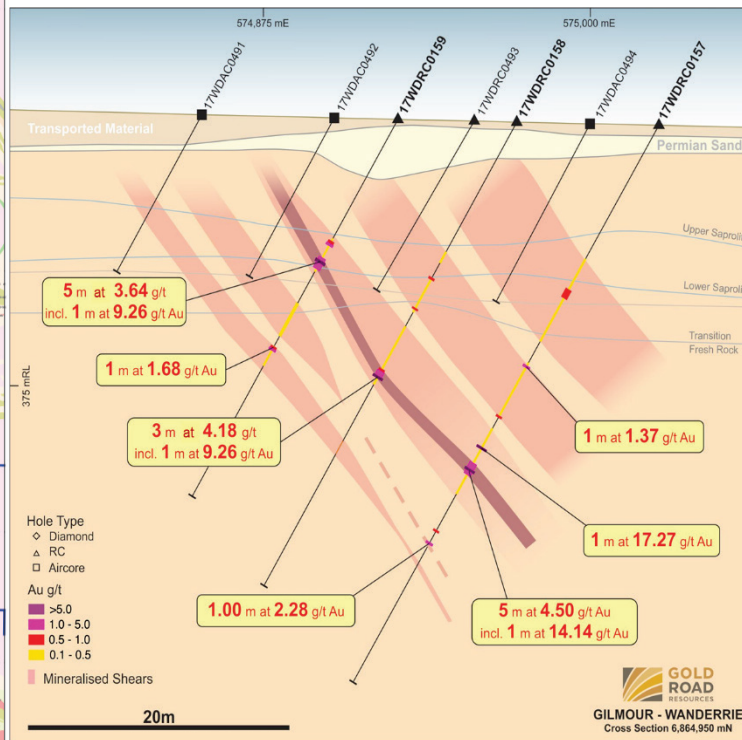 574,875 mE
575,000 mE
17WDAC0491
17WDAC0492
17WDRC0159
17WDRC0493
17WDRC0158
17WDAC0494
17WDRC0157
Transported Material
Permian Sand
Upper Saproli
Lower Saproli
Transition
Fresh Rock
375 mRL
5 m at 3.64 g/t
incl. 1 m at 9.26 g/t Au
1 m at 1.68 g/t Au
3 m at 4.18 g/t
incl. 1 m at 9.26 g/t Au
1 m at 1.37 g/t Au
1 m at 17.27 g/t Au
1.00 m at 2.28 g/t Au
5 m at 4.50 g/t Au
incl. 1 m at 14.14 g/t Au
Hole Type
Diamond
RC
Aircore
Au g/t
>5.0
1.0 - 5.0
0.5 - 1.0
0.1 - 0.5
Mineralised Shears
20m
GOLD
ROAD
RESOURCES
GILMOUR - WANDERRIE
Cross Section 6,864,950 mN